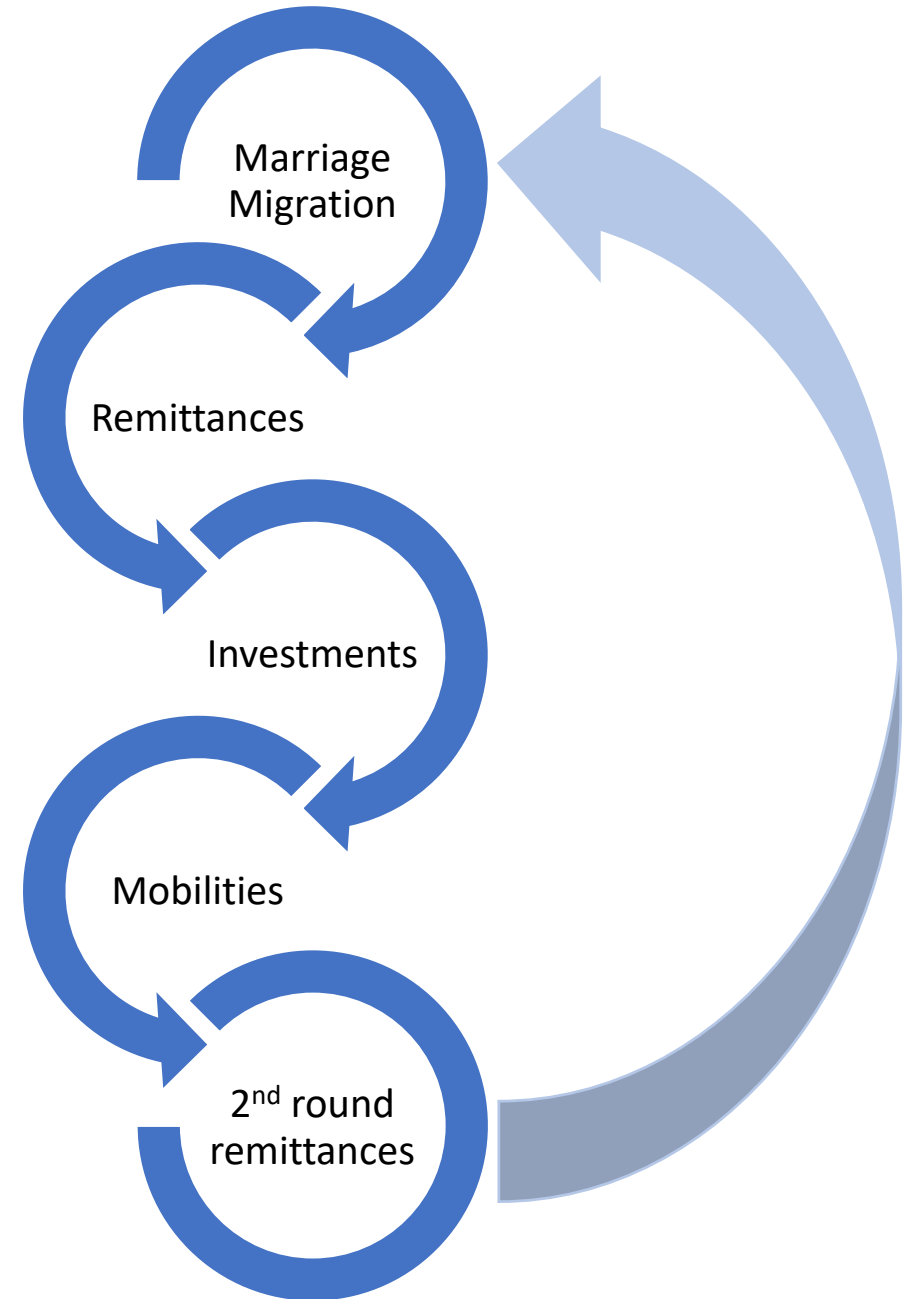 Marriage
Migration
Remittances
Investments
Mobilities
2nd round
remittances